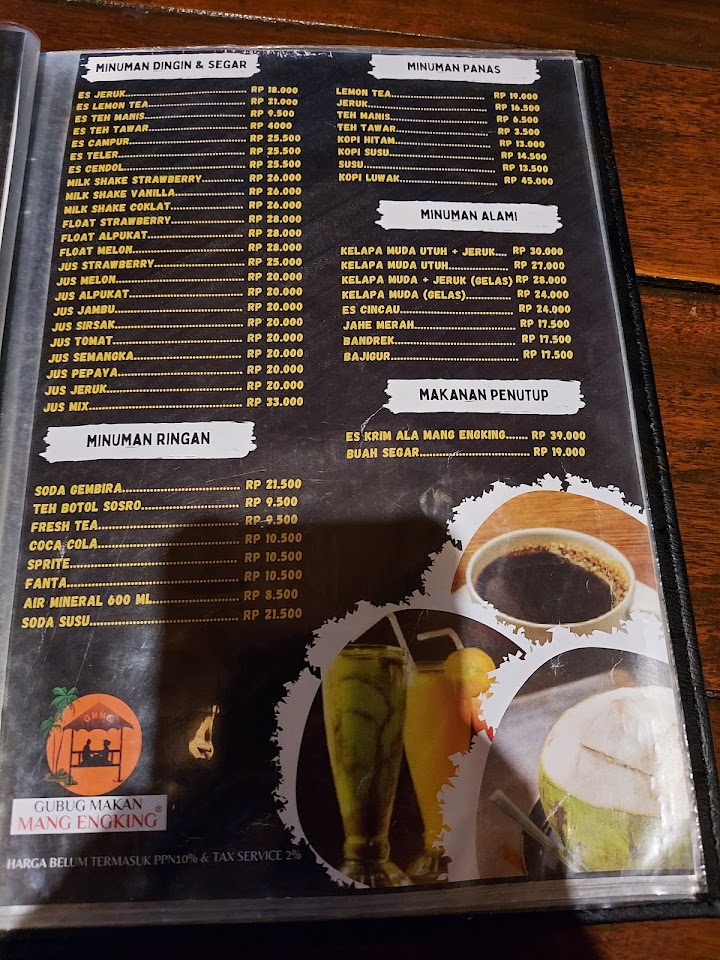 MINUMAN DINGIN & SEGAR
ES JERUK RP 18.000
ES LEMON TEA RP 21.000
ES TEH MANIS RP 9.500
ES TEH TAWAR RP 4000
ES CAMPUR RP 25.500
ES TELER RP 25.500
ES CENDOL RP 25.500
MILK SHAKE STRAWBERRY RP 26.000
MILK SHAKE VANILLA RP 26.000
MILK SHAKE COKLAT RP 26.000
FLOAT STRAWBERRY RP 28.000
FLOAT ALPUKAT RP 28.000
FLOAT MELON RP 28.000
JUS STRAWBERRY RP 25.000
JUS MELON RP 20.000
JUS ALPUKAT RP 20.000
JUS JAMBU RP 20.000
JUS SIRSAK RP 20.000
JUS TOMAT RP 20.000
JUS SEMANGKA RP 20.000
JUS PEPAYA RP 20.000
JUS JERUK RP 20.000
JUS MIX RP 33.000
MINUMAN RINGAN
SODA GEMBIRA RP 21.500
TEH BOTOL SOSRO RP 9.500
FRESH TEA RP 9.500
COCA COLA RP 10.500
SPRITE RP 10.500
FANTA RP 10.500
AIR MINERAL 600 ML RP 8.500
SODA SUSU RP 21.500
MINUMAN PANAS
LEMON TEA RP 19.000
JERUK RP 16.500
TEH MANIS RP 6.500
TEH TAWAR RP 3.500
KOPI HITAM RP 13.000
KOPI SUSU RP 14.500
SUSU RP 13.500
KOPI LUWAK RP 45.000
MINUMAN ALAMI
KELAPA MUDA UTUH + JERUK RP 30.000
KELAPA MUDA UTUH RP 27.000
KELAPA MUDA + JERUK (GELAS) RP 28.000
KELAPA MUDA (GELAS) RP 24.000
ES CINCAU RP 24.000
JAHE MERAH RP 17.500
BANDREK RP 17.500
BAJIGUR RP 17.500
MAKANAN PENUTUP
ES KRIM ALA MANG ENGKING RP 39.000
BUAH SEGAR RP 19.000
GMME
GUBUG MAKAN
MANG ENGKING®
HARGA BELUM TERMASUK PPN10% & TAX SERVICE 2%